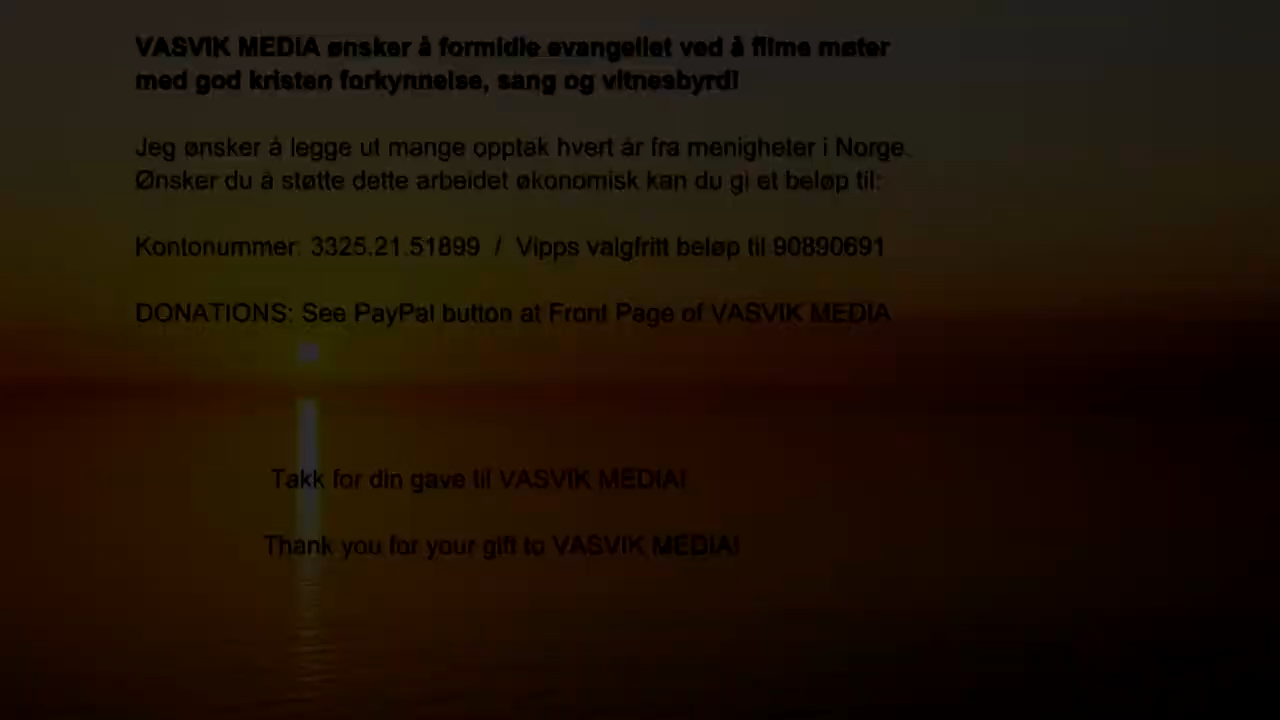 VASVIK MEDIA ønsker å formidle evangeliet ved å filme møter
med god kristen forkynnelse, sang og vitnesbyrd!
Jeg ønsker å legge ut mange opptak hvert år fra menigheter i Norge.
Ønsker du å støtte dette arbeidet økonomisk kan du gi et beløp til:
Kontonummer: 3325.21.51899 / Vipps valgfritt beløp til 90890691
DONATIONS: See PayPal button at Front Page of VASVIK MEDIA
Takk for din gave til VASVIK MEDIA!
Thank you for your gift to VASVIK MEDIA!